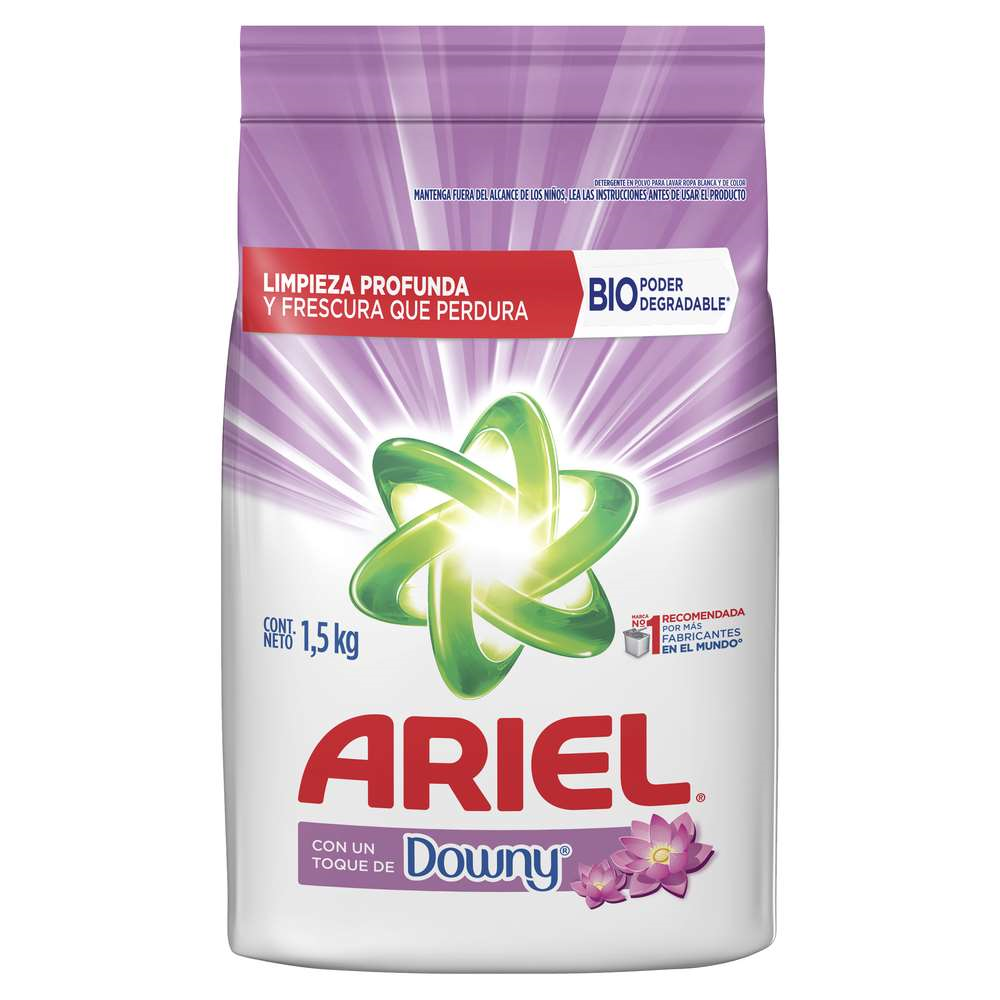 DETERGENTE EN POLVO PARA LAVAR ROPA BLANCA Y DE COLOR
MANTENGA FUERA DEL ALCANCE DE LOS NIÑOS, LEA LAS INSTRUCCIONES ANTES DE USAR EL PRODUCTO
LIMPIEZA PROFUNDA
Y FRESCURA QUE PERDURA
BIO PODER
DEGRADABLE*
CONT.
NETO 1,5 kg
MARCA
Nº1 RECOMENDADA
POR MÁS
FABRICANTES
EN EL MUNDO°
ARIEL®
CON UN
TOQUE DE Downy®